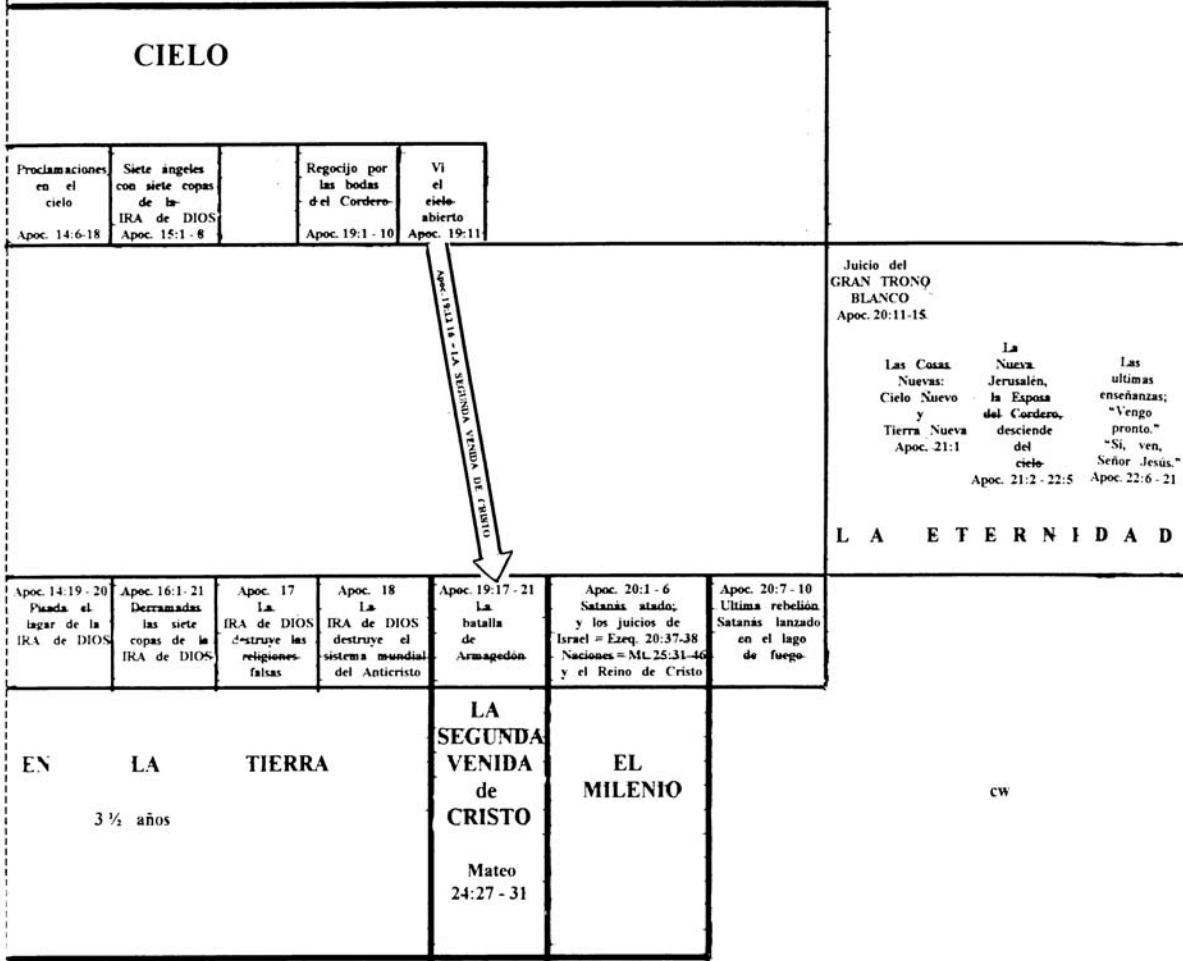 CIELO
Proclamaciones
en el
cielo
Apoc. 14:6-18
Siete ángeles
con siete copas
de la
IRA de DIOS
Apoc. 15:1 - 8
Regocijo por
las bodas
del Cordero
Apoc. 19:1 - 10
Vi
el
cielo
abierto
Apoc. 19:11
Apoc. 19:12 16 - LA SEGUNDA VENIDA DE CRISTO
Juicio del
GRAN TRONO
BLANCO
Apoc. 20:11-15
Las Cosas
Nuevas:
Cielo Nuevo
y
Tierra Nueva
Apoc. 21:1
La
Nueva
Jerusalén,
la Esposa
del Cordero,
desciende
del
cielo
Apoc. 21:2 - 22:5
Las
ultimas
enseñanzas;
"Vengo
pronto."
"Si, ven,
Señor Jesús."
Apoc. 22:6 - 21
LA ETERNIDAD
Apoc. 14:19 - 20
Pisada el
lagar de la
IRA de DIOS
Apoc. 16:1- 21
Derramadas
las siete
copas de la
IRA de DIOS
Apoc. 17
La
IRA de DIOS
destruye las
religiones
falsas
Apoc. 18
La
IRA de DIOS
destruye el
sistema mundial
del Anticristo
Apoc. 19:17 - 21
La
batalla
de
Armagedón
Apoc. 20:1 - 6
Satanás atado;
y los juicios de
Israel = Ezeq. 20:37-38
Naciones = Mt. 25:31-46
y el Reino de Cristo
Apoc. 20:7 - 10
Ultima rebelión
Satanás lanzado
en el lago
de fuego
EN LA TIERRA
3 ½ años
LA
SEGUNDA
VENIDA
de
CRISTO
Mateo
24:27 - 31
EL
MILENIO
cw